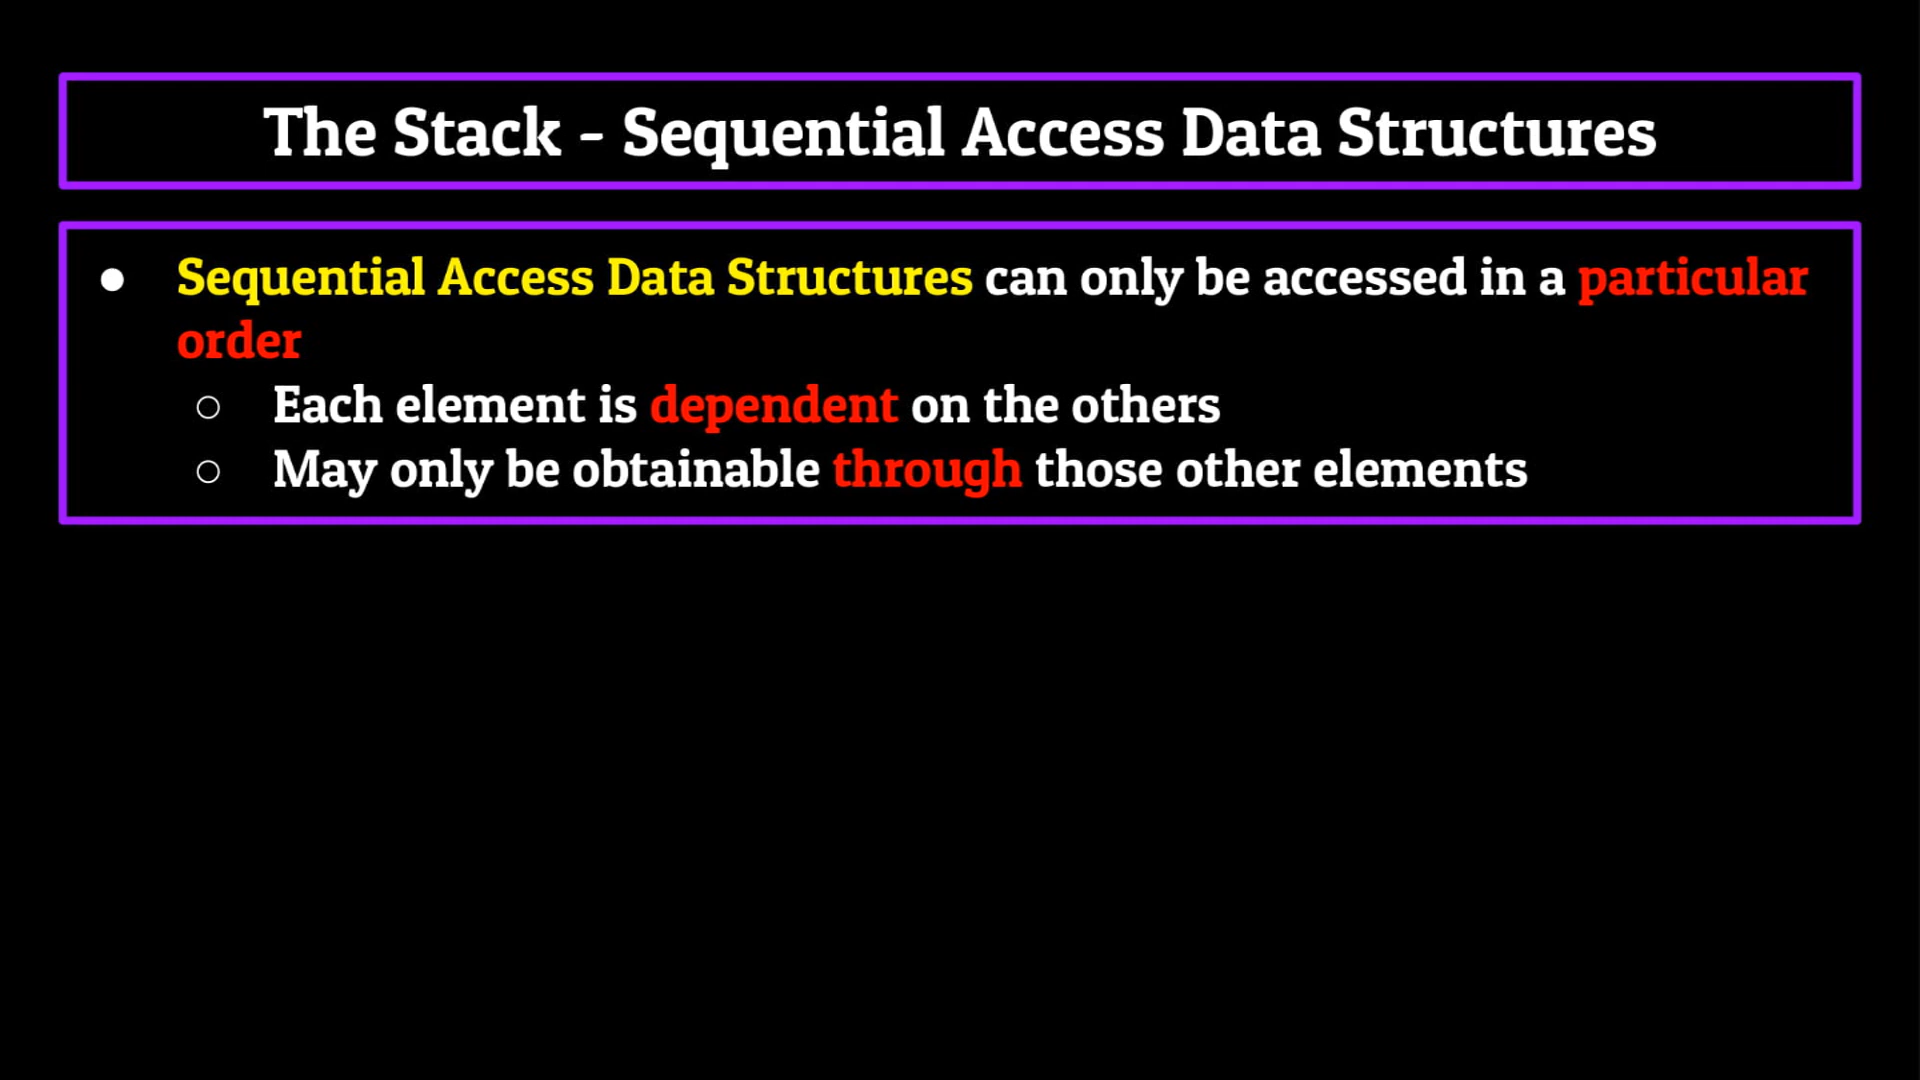 The Stack - Sequential Access Data Structures
● Sequential Access Data Structures can only be accessed in a particular
order
○ Each element is dependent on the others
○ May only be obtainable through those other elements